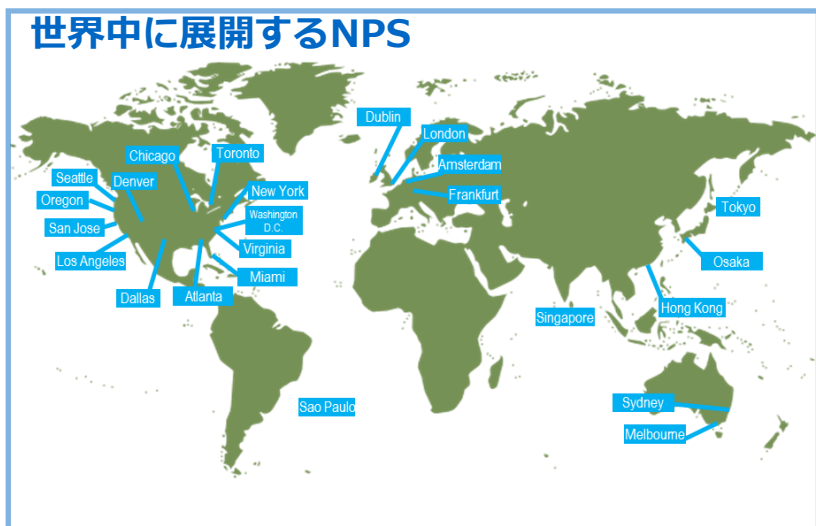 世界中に展開するNPS
Dublin
London
Chicago
Toronto
Amsterdam
Seattle
Denver
New York
Frankfurt
Oregon
Washington
D.C.
Tokyo
San Jose
Virginia
Los Angeles
Osaka
Miami
Dallas
Atlanta
Hong Kong
Singapore
Sao Paulo
Sydney
Melbourne